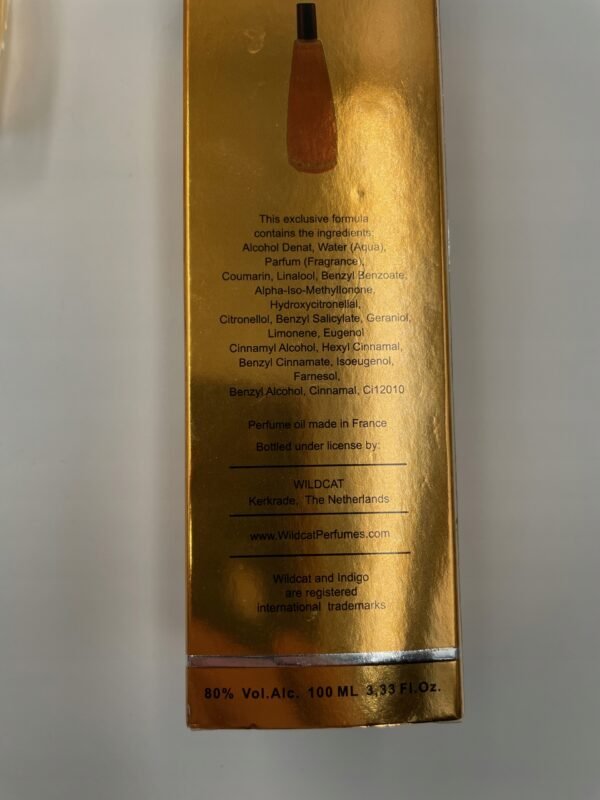 This exclusive formula
contains the ingredients:
Alcohol Denat, Water (Aqua),
Parfum (Fragrance),
Coumarin, Linalool, Benzyl Benzoate,
Alpha-Iso-Methylionone,
Hydroxycitronellal,
Citronellol, Benzyl Salicylate, Geraniol,
Limonene, Eugenol
Cinnamyl Alcohol, Hexyl Cinnamal,
Benzyl Cinnamate, Isoeugenol,
Farnesol,
Benzyl Alcohol, Cinnamal, Ci12010
Perfume oil made in France
Bottled under license by:
WILDCAT
Kerkrade, The Netherlands
www.WildcatPerfumes.com
Wildcat and Indigo
are registered
international trademarks
80% Vol.Alc. 100 ML 3,33 Fl.Oz.